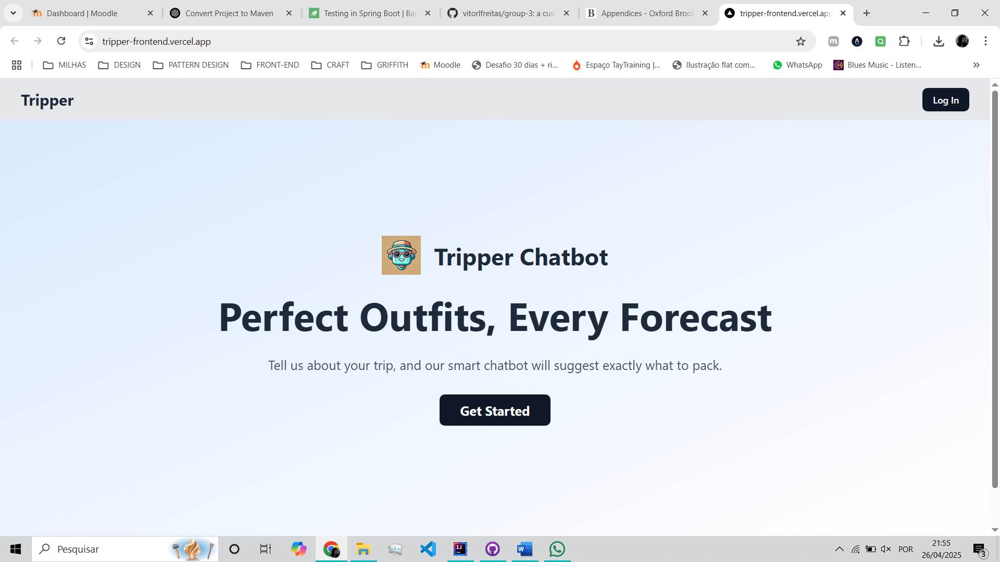 Dashboard | Moodle
Convert Project to Maven
Testing in Spring Boot | Bae
vitorlfreitas/group-3: a cust
Appendices - Oxford Brook
tripper-frontend.vercel.app
tripper-frontend.vercel.app
MILHAS
DESIGN
PATTERN DESIGN
FRONT-END
CRAFT
GRIFFITH
Moodle
Desafio 30 dias + ri...
Espaço TayTraining |...
Ilustração flat com...
WhatsApp
Blues Music - Listen...
Tripper
Log In
Tripper Chatbot
Perfect Outfits, Every Forecast
Tell us about your trip, and our smart chatbot will suggest exactly what to pack.
Get Started
Pesquisar
POR
21:55
26/04/2025
3